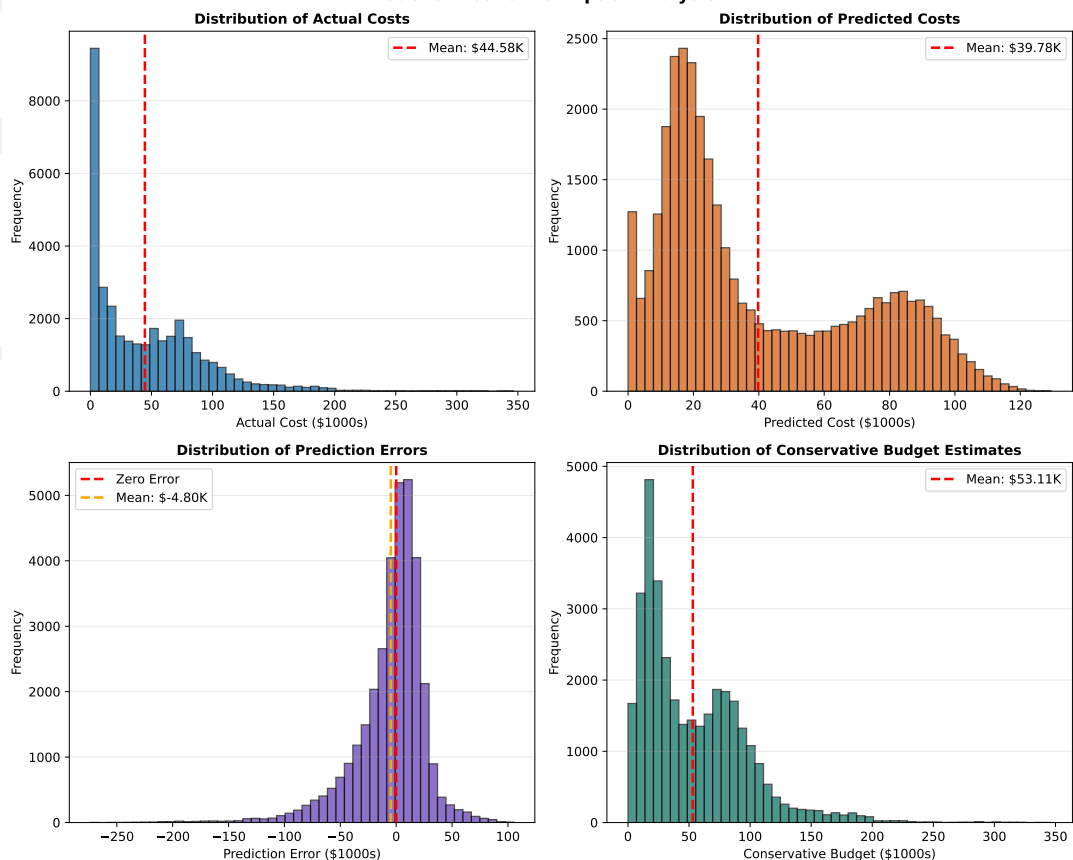 Distribution of Actual Costs
Mean: $44.58K
Frequency
8000
6000
4000
2000
0
0 50 100 150 200 250 300 350
Actual Cost ($1000s)
Distribution of Predicted Costs
Mean: $39.78K
Frequency
2500
2000
1500
1000
500
0
0 20 40 60 80 100 120
Predicted Cost ($1000s)
Distribution of Prediction Errors
Zero Error
Mean: $-4.80K
Frequency
5000
4000
3000
2000
1000
0
−250 −200 −150 −100 −50 0 50 100
Prediction Error ($1000s)
Distribution of Conservative Budget Estimates
Mean: $53.11K
Frequency
5000
4000
3000
2000
1000
0
0 50 100 150 200 250 300 350
Conservative Budget ($1000s)